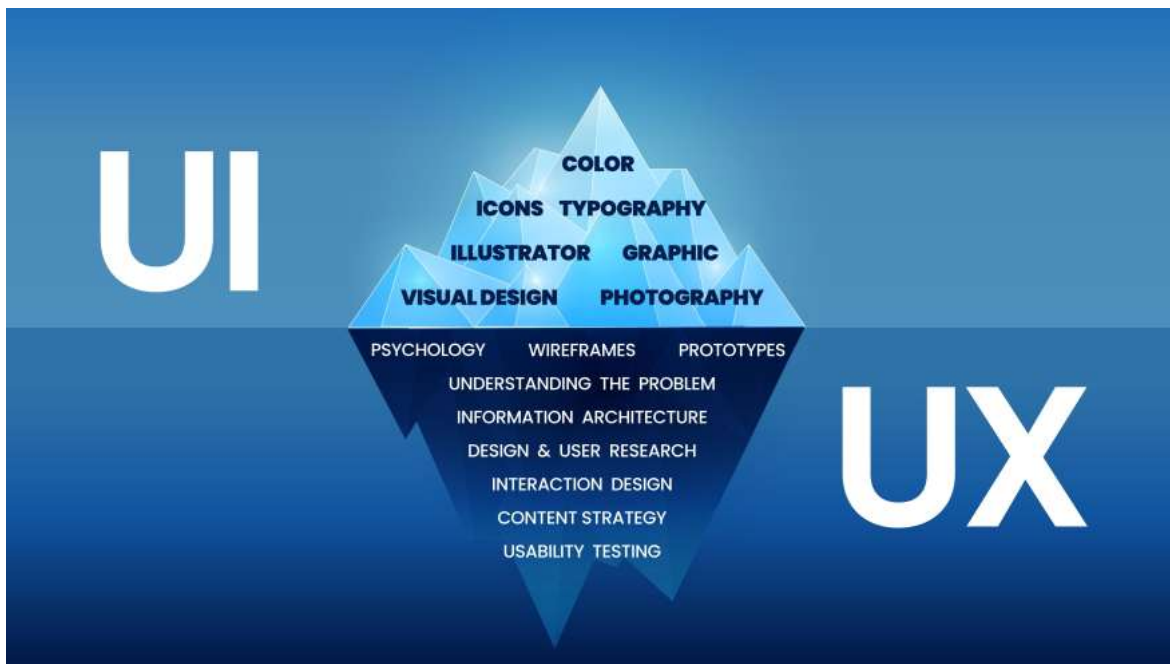 UI
COLOR
ICONS TYPOGRAPHY
ILLUSTRATOR GRAPHIC
VISUAL DESIGN PHOTOGRAPHY
PSYCHOLOGY WIREFRAMES PROTOTYPES
UNDERSTANDING THE PROBLEM
INFORMATION ARCHITECTURE
DESIGN & USER RESEARCH
INTERACTION DESIGN
CONTENT STRATEGY
USABILITY TESTING
UX